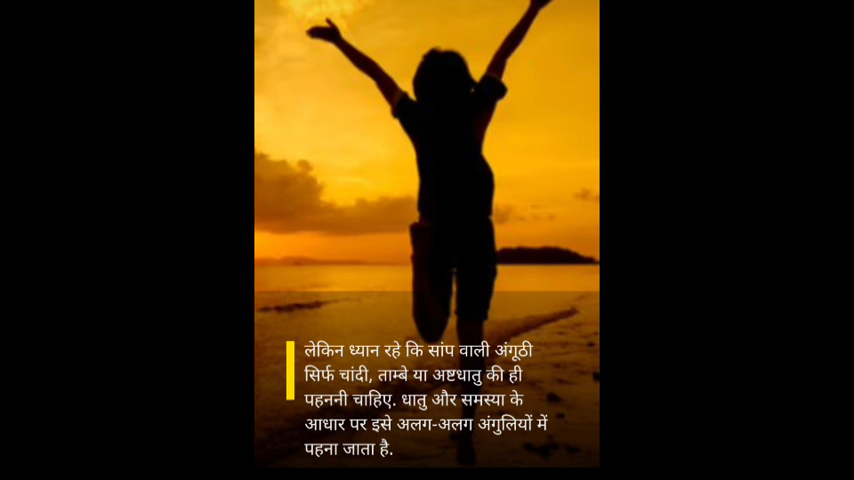 लेकिन ध्यान रहे कि सांप वाली अंगूठी
सिर्फ चांदी, ताम्बे या अष्टधातु की ही
पहननी चाहिए. धातु और समस्या के
आधार पर इसे अलग-अलग अंगुलियों में
पहना जाता है.